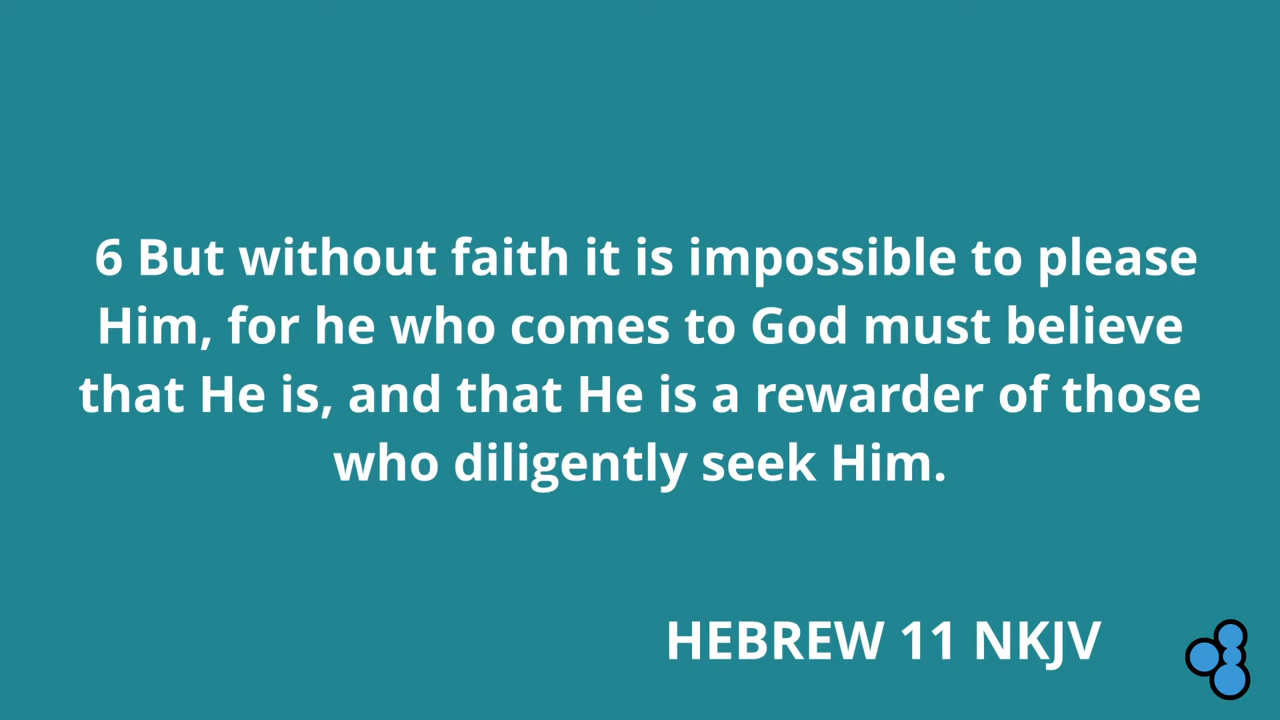 6 But without faith it is impossible to please
Him, for he who comes to God must believe
that He is, and that He is a rewarder of those
who diligently seek Him.
HEBREW 11 NKJV